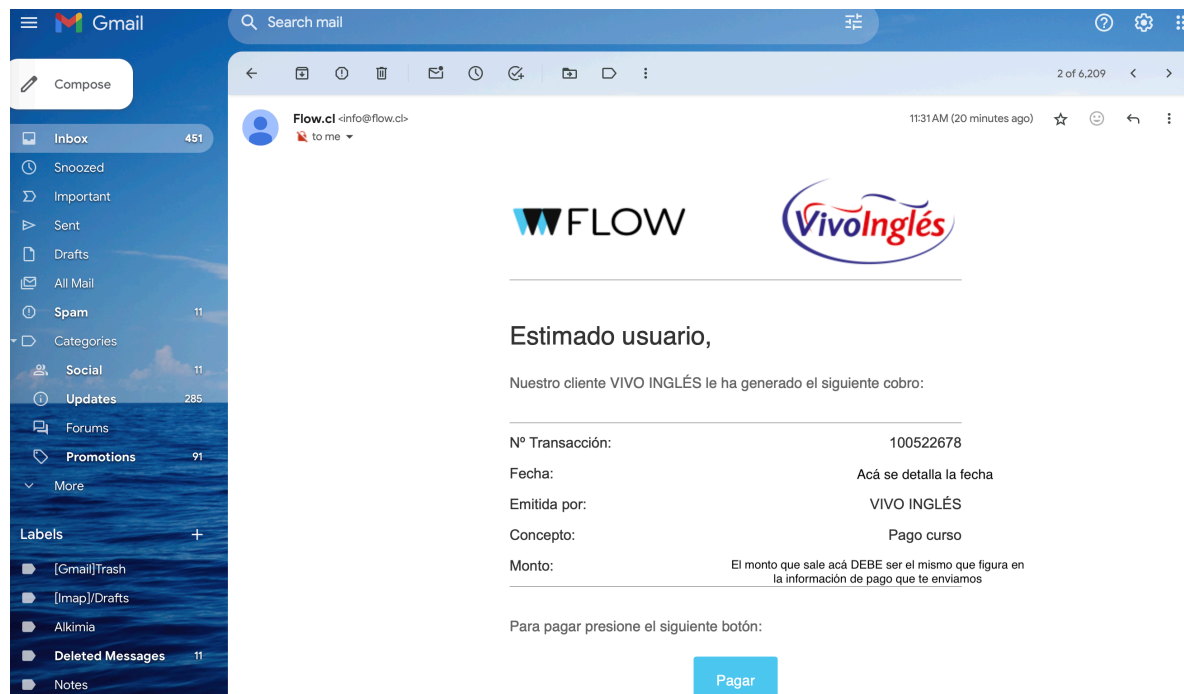 Gmail
Search mail
Compose
2 of 6,209
Inbox 451
Snoozed
Important
Sent
Drafts
All Mail
Spam 11
Categories
Social 11
Updates 285
Forums
Promotions 91
More
Labels
[Gmail]Trash
[Imap]/Drafts
Alkimia
Deleted Messages 11
Notes
Flow.cl <info@flow.cl>
11:31 AM (20 minutes ago)
to me
FLOW
VivoInglés
Estimado usuario,
Nuestro cliente VIVO INGLÉS le ha generado el siguiente cobro:
Nº Transacción: 100522678
Fecha: Acá se detalla la fecha
Emitida por: VIVO INGLÉS
Concepto: Pago curso
Monto: El monto que sale acá DEBE ser el mismo que figura en
la información de pago que te enviamos
Para pagar presione el siguiente botón:
Pagar